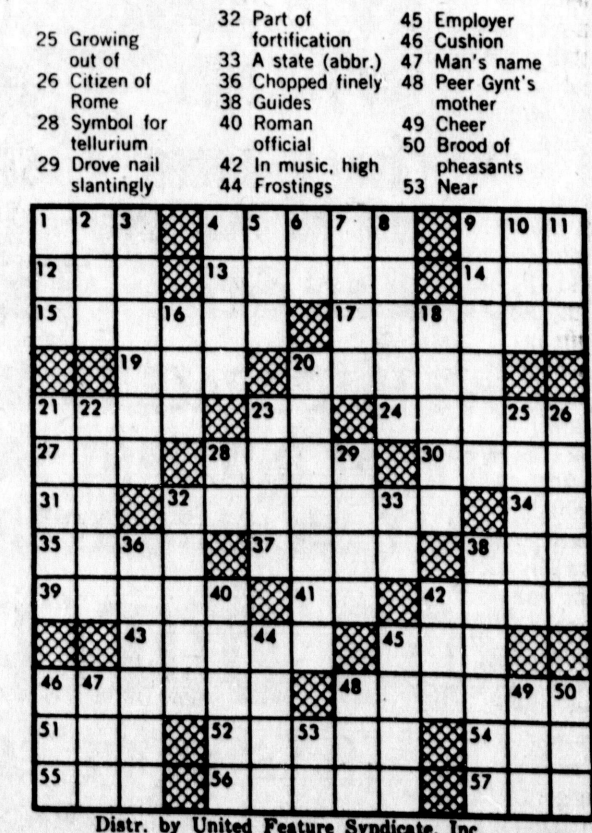 25 Growing
out of
26 Citizen of
Rome
28 Symbol for
tellurium
29 Drove nail
slantingly
32 Part of
fortification
33 A state (abbr.)
36 Chopped finely
38 Guides
40 Roman
official
42 In music, high
44 Frostings
45 Employer
46 Cushion
47 Man's name
48 Peer Gynt's
mother
49 Cheer
50 Brood of
pheasants
53 Near
1 2 3 4 5 6 7 8 9 10 11
12 13 14
15 16 17 18
19 20
21 22 23 24 25 26
27 28 29 30
31 32 33 34
35 36 37 38
39 40 41 42
43 44 45
46 47 48 49 50
51 52 53 54
55 56 57
Distr. by United Feature Syndicate, Inc.